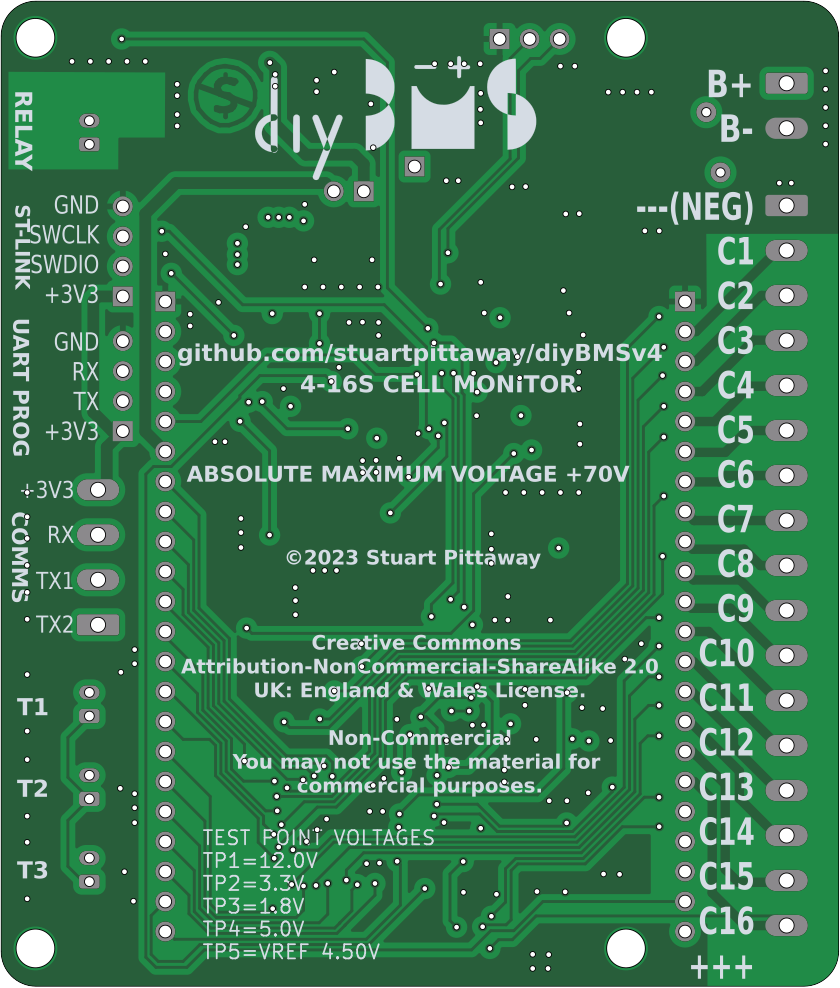 − +
diyBMS
B+
B-
RELAY
---(NEG)
GND
SWCLK
SWDIO
+3V3
ST-LINK
GND
RX
TX
+3V3
UART PROG
+3V3
RX
TX1
TX2
COMMS
T1
T2
T3
github.com/stuartpittaway/diyBMSv4
4-16S CELL MONITOR
ABSOLUTE MAXIMUM VOLTAGE +70V
©2023 Stuart Pittaway
Creative Commons
Attribution-NonCommercial-ShareAlike 2.0
UK: England & Wales License.
Non-Commercial
You may not use the material for
commercial purposes.
TEST POINT VOLTAGES
TP1=12.0V
TP2=3.3V
TP3=1.8V
TP4=5.0V
TP5=VREF 4.50V
C1
C2
C3
C4
C5
C6
C7
C8
C9
C10
C11
C12
C13
C14
C15
C16
+++